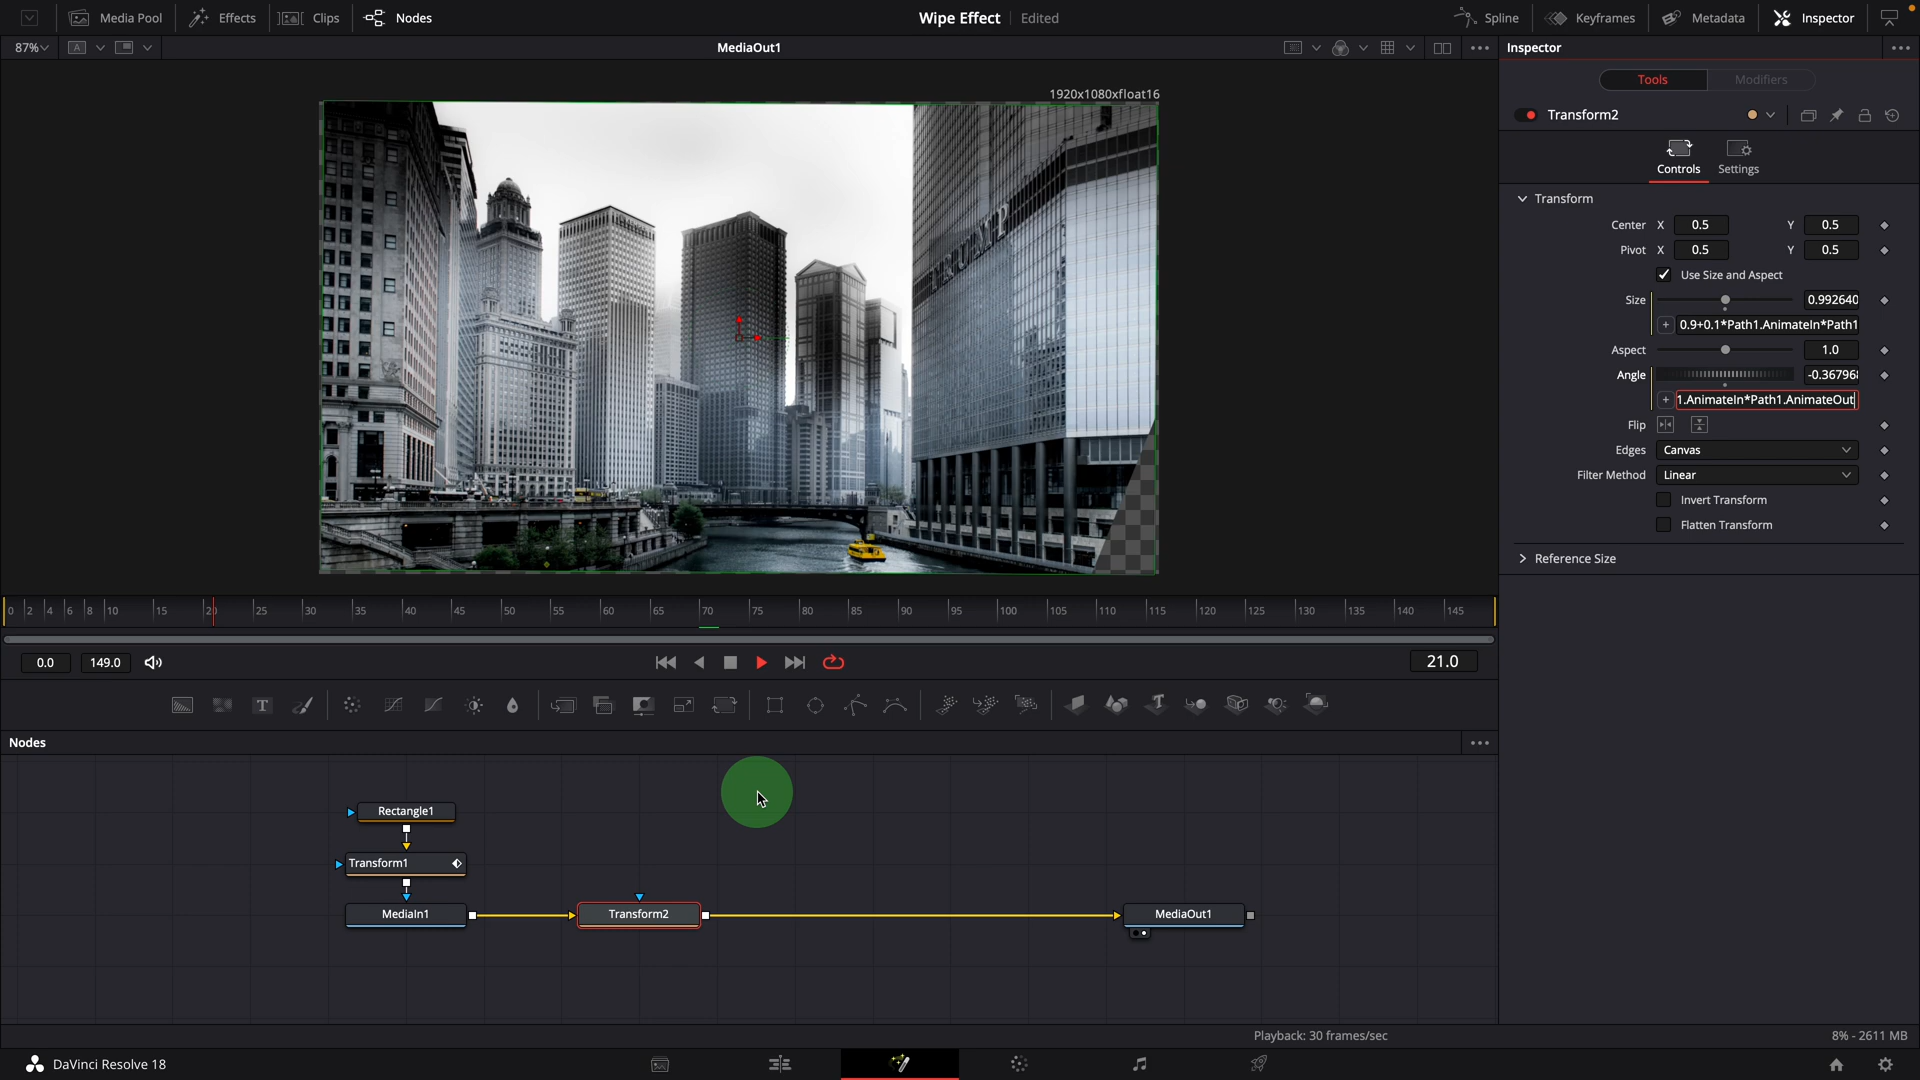 Media Pool
Effects
Clips
Nodes
Wipe Effect
Edited
Spline
Keyframes
Metadata
Inspector
87%
A
MediaOut1
Inspector
1920x1080xfloat16
Tools
Modifiers
Transform2
Controls
Settings
Transform
Center X 0.5 Y 0.5
Pivot X 0.5 Y 0.5
Use Size and Aspect
Size 0.992640
+ 0.9+0.1*Path1.AnimateIn*Path1
Aspect 1.0
Angle -0.36796
+ 1.AnimateIn*Path1.AnimateOut
Flip
Edges Canvas
Filter Method Linear
Invert Transform
Flatten Transform
Reference Size
TRUMP
0 2 4 6 8 10 15 20 25 30 35 40 45 50 55 60 65 70 75 80 85 90 95 100 105 110 115 120 125 130 135 140 145
0.0
149.0
21.0
T
T
Nodes
Rectangle1
Transform1
MediaIn1
Transform2
MediaOut1
Playback: 30 frames/sec
8% - 2611 MB
DaVinci Resolve 18